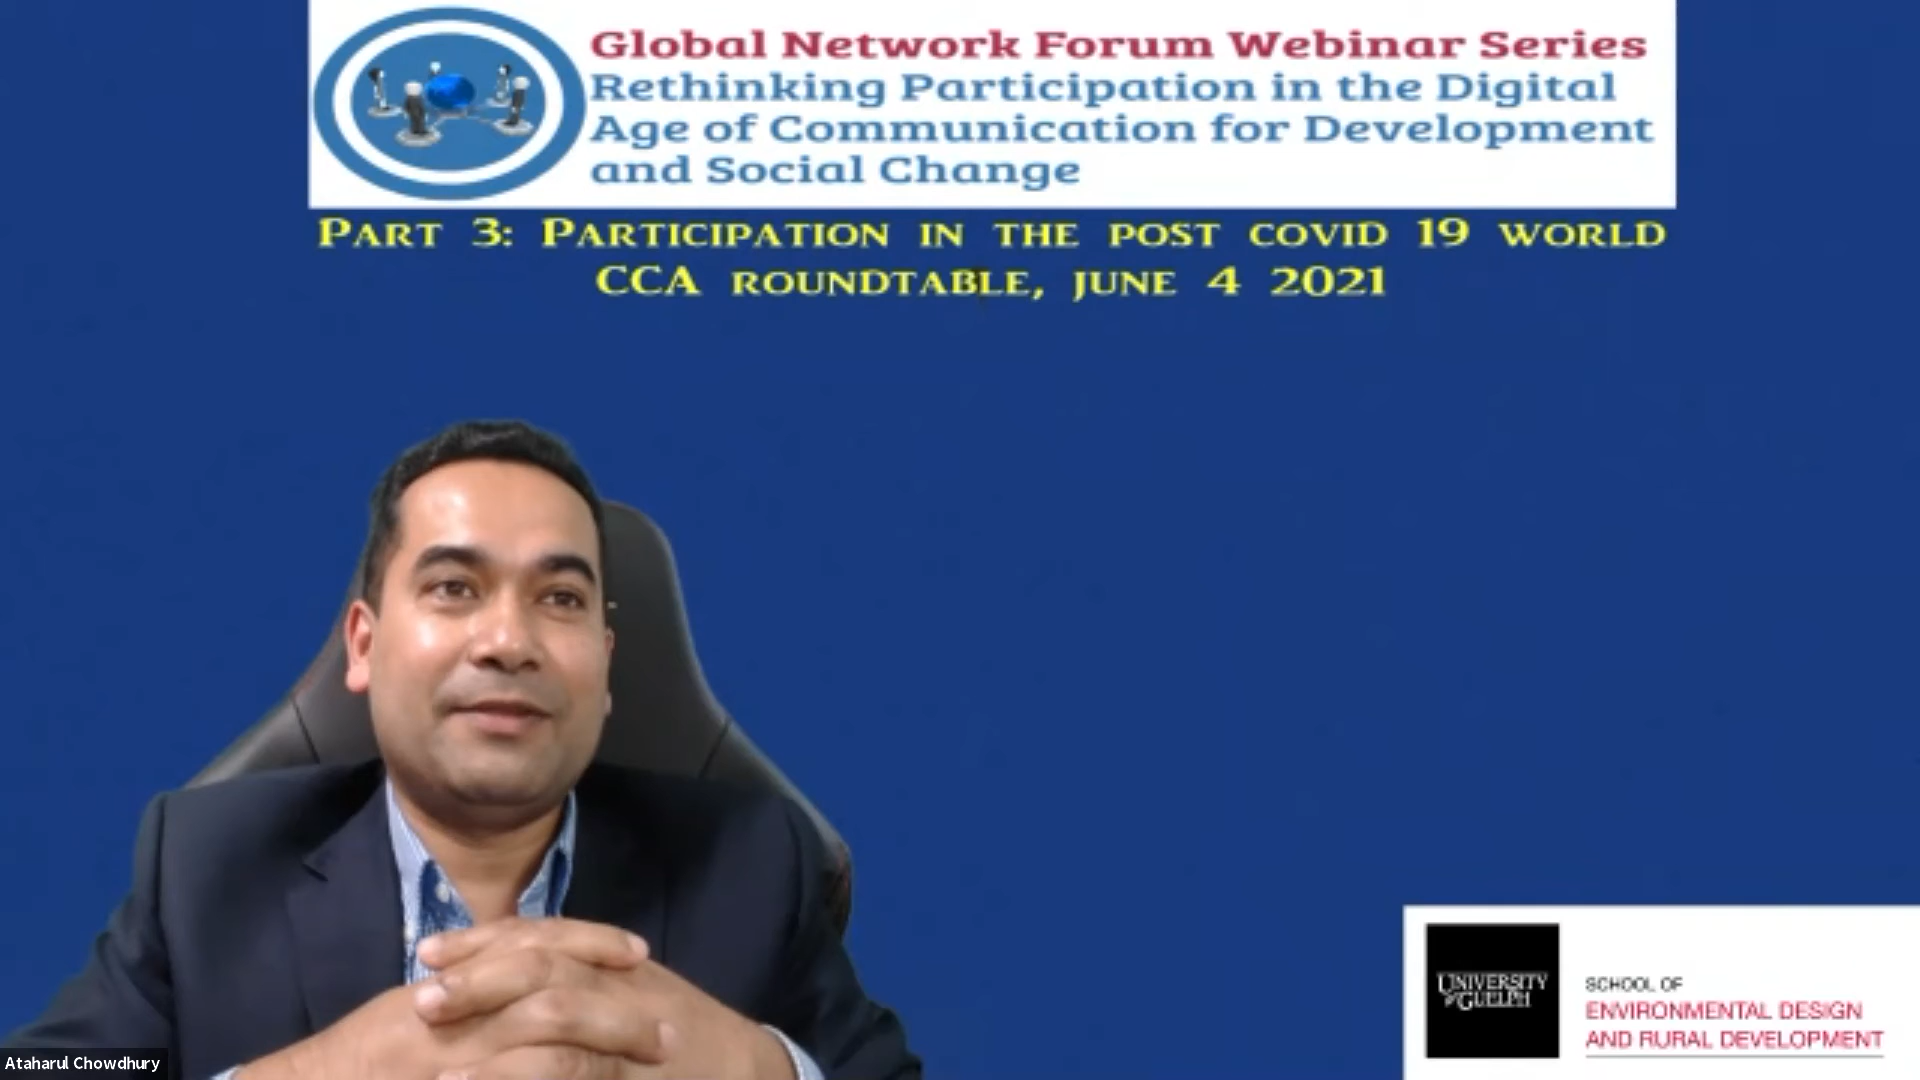 Global Network Forum Webinar Series
Rethinking Participation in the Digital
Age of Communication for Development
and Social Change
Part 3: Participation in the post covid 19 world
CCA roundtable, june 4 2021
Ataharul Chowdhury
UNIVERSITY
of GUELPH
SCHOOL OF
ENVIRONMENTAL DESIGN
AND RURAL DEVELOPMENT